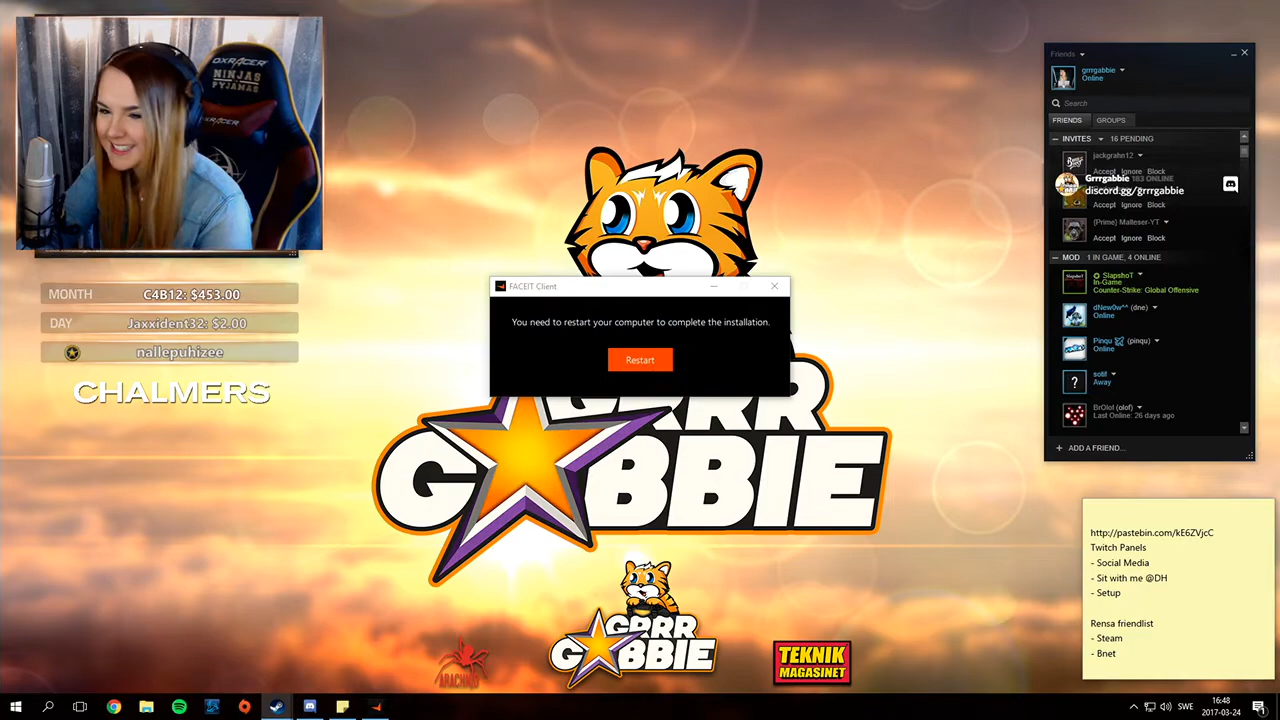 DXRACER
NINJAS
PYJAMAS
DXRACER
MONTH
C4B12: $453.00
DAY
Jaxxident32: $2.00
nallepuhizee
CHALMERS
FACEIT Client
You need to restart your computer to complete the installation.
Restart
GRRR
GABBIE
GRRR
GABBIE
ARACHILD
TEKNIK
MAGASINET
Friends
grrrgabbie
Online
Search
FRIENDS GROUPS
INVITES 16 PENDING
jackgrahn12
Accept Ignore Block
Grrrgabbie 183 ONLINE
discord.gg/grrrgabbie
Accept Ignore Block
(Prime) Malteser-YT
Accept Ignore Block
MOD 1 IN GAME, 4 ONLINE
SlapshoT
In-Game
Counter-Strike: Global Offensive
dNew0w^^ (dne)
Online
Pinqu (pinqu)
Online
sotif
Away
BrOlof (olof)
Last Online: 26 days ago
+ ADD A FRIEND...
http://pastebin.com/kE6ZVjcC
Twitch Panels
- Social Media
- Sit with me @DH
- Setup
Rensa friendlist
- Steam
- Bnet
SWE
16:48
2017-03-24